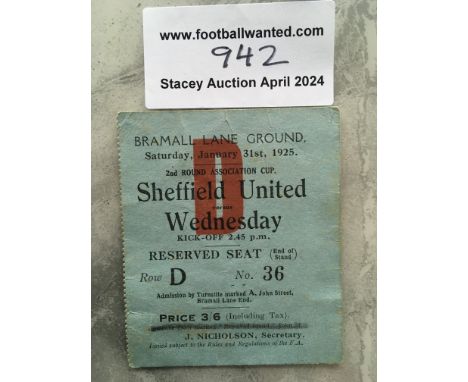 www.footballwanted.com
942
Stacey Auction April 2024
BRAMALL LANE GROUND,
Saturday, January 31st, 1925.
2nd ROUND ASSOCIATION CUP.
D
Sheffield United
versus
Wednesday
KICK-OFF 2.45 p.m.
RESERVED SEAT (End of Stand)
Row D No. 36
Admission by Turnstile marked A, John Street,
Bramall Lane End.
PRICE 3/6 (Including Tax).
J. NICHOLSON, Secretary.
Issued subject to the Rules and Regulations of the F.A.